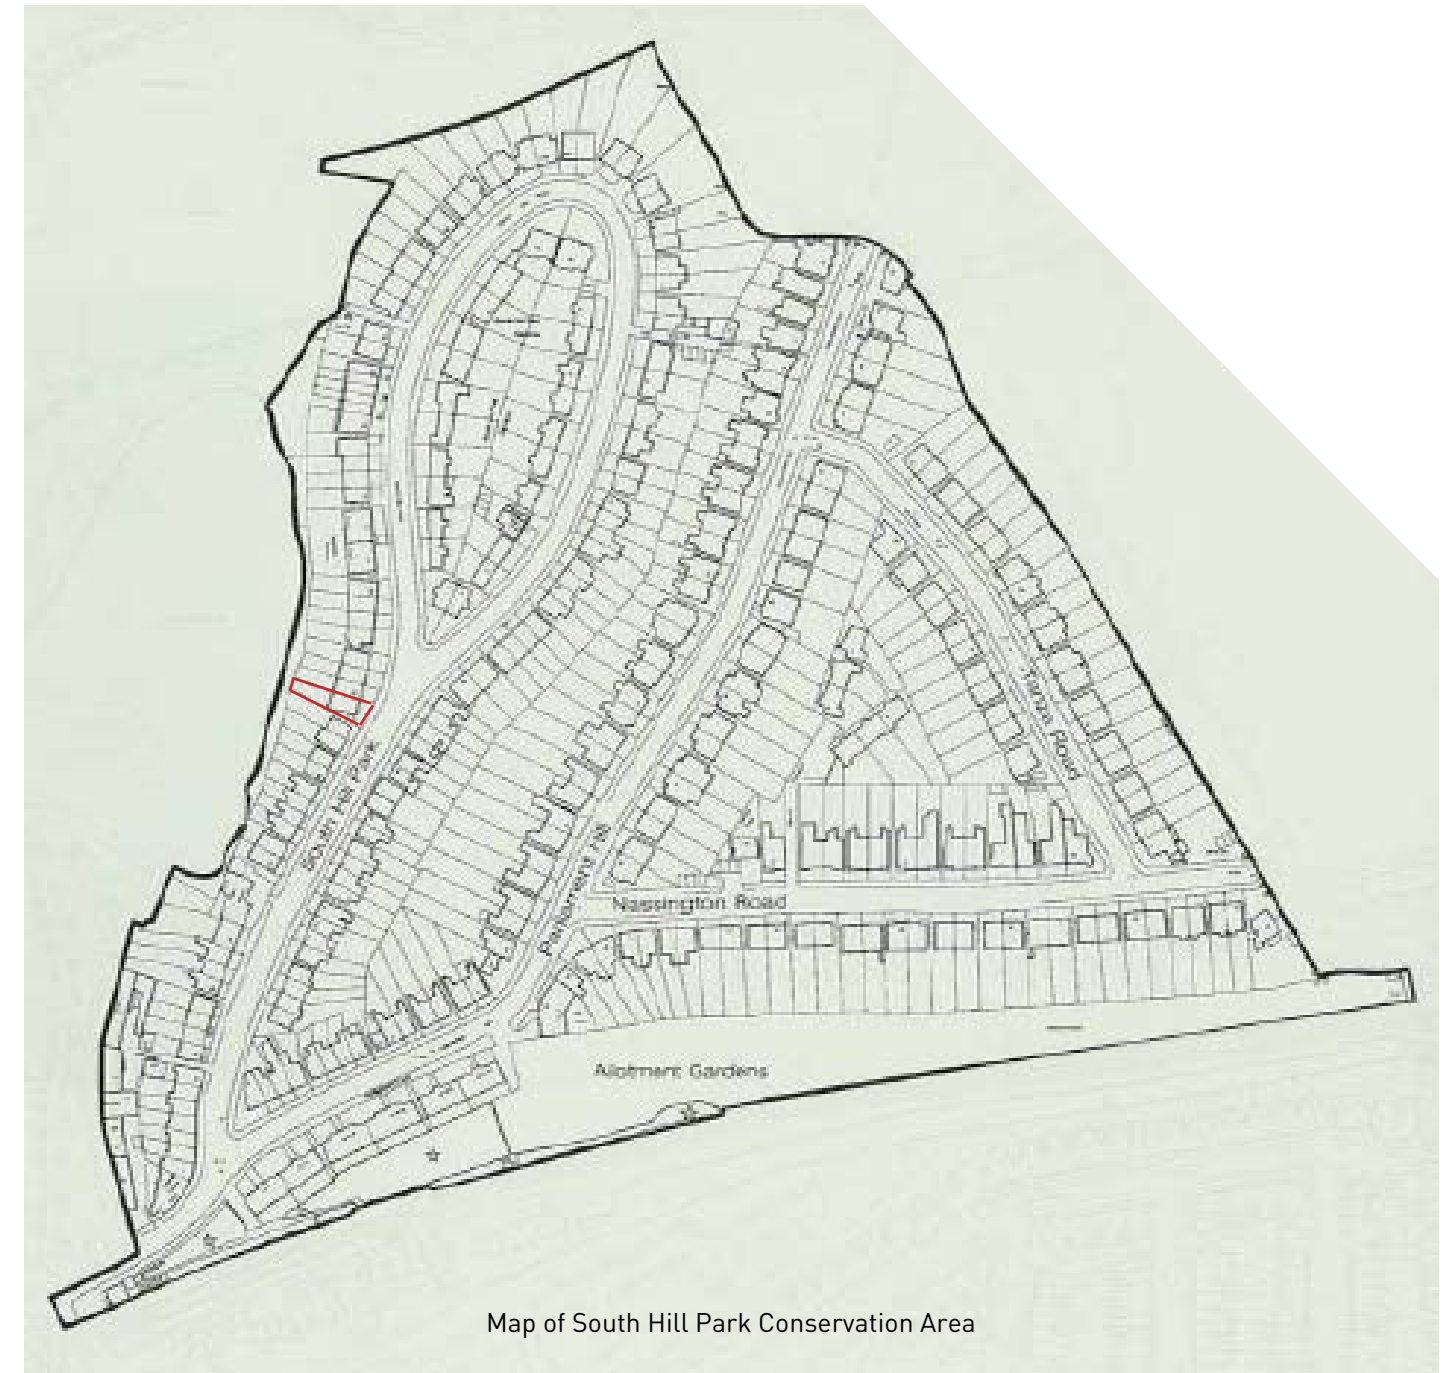 South Hill Park
Tanza Road
Parliament Hill
Nassington Road
Allotment Gardens
Map of South Hill Park Conservation Area